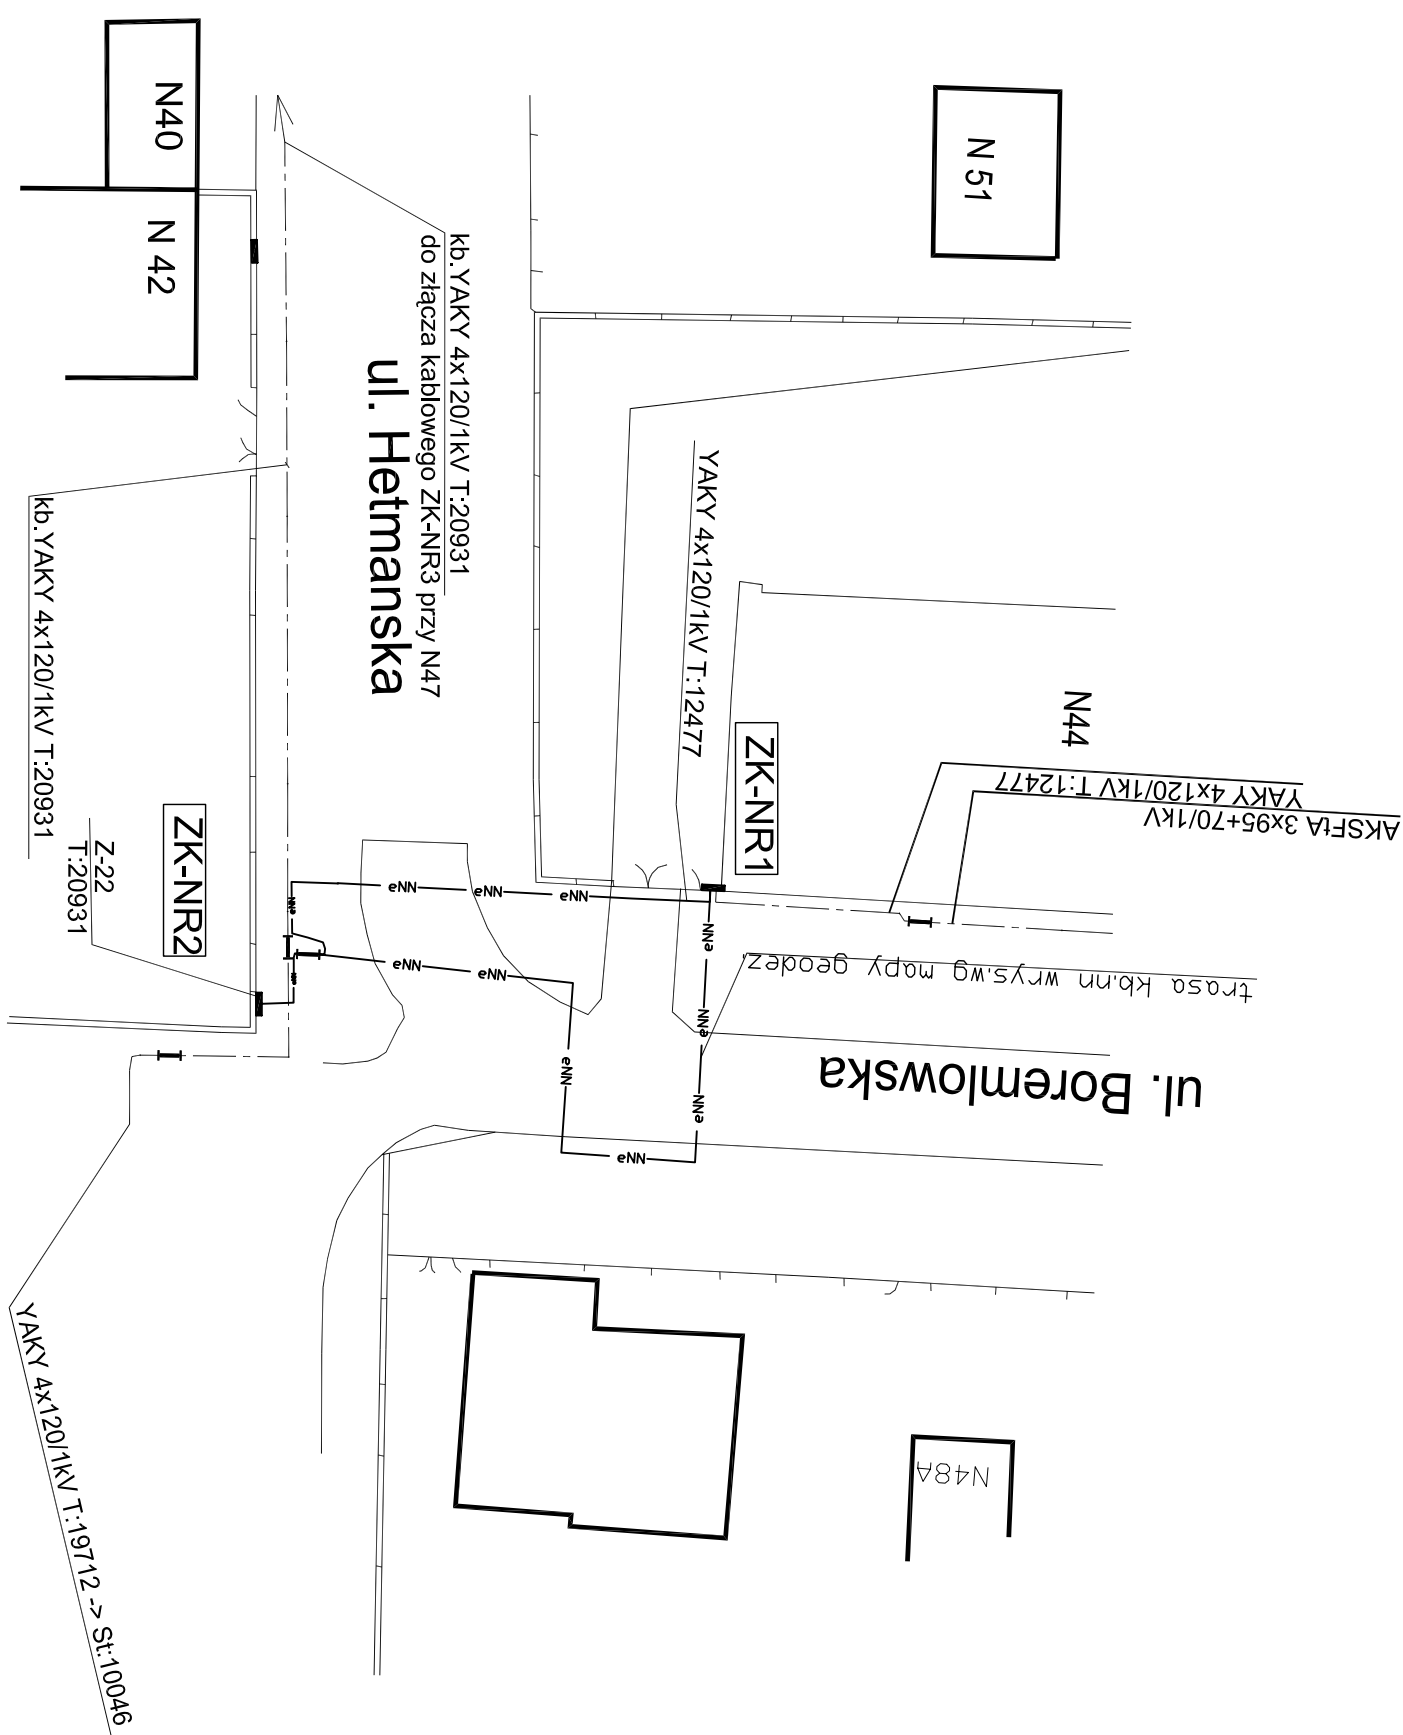 N40
N 42
N 51
kb.YAKY 4x120/1kV T:20931
do złącza kablowego ZK-NR3 przy N47
ul. Hetmanska
kb.YAKY 4x120/1kV T:20931
YAKY 4x120/1kV T:12477
ZK-NR1
N44
YAKY 4x120/1kV T:12477
AKSFtA 3x95+70/1kV
ZK-NR2
Z-22
T:20931
eNN
eNN
eNN
eNN
eNN
eNN
eNN
eNN
eNN
eNN
eNN
eNN
trasa kb.nn wrys.wg mapy geodez
ul. Boremlowska
N48A
YAKY 4x120/1kV T:19712 -> St:10046